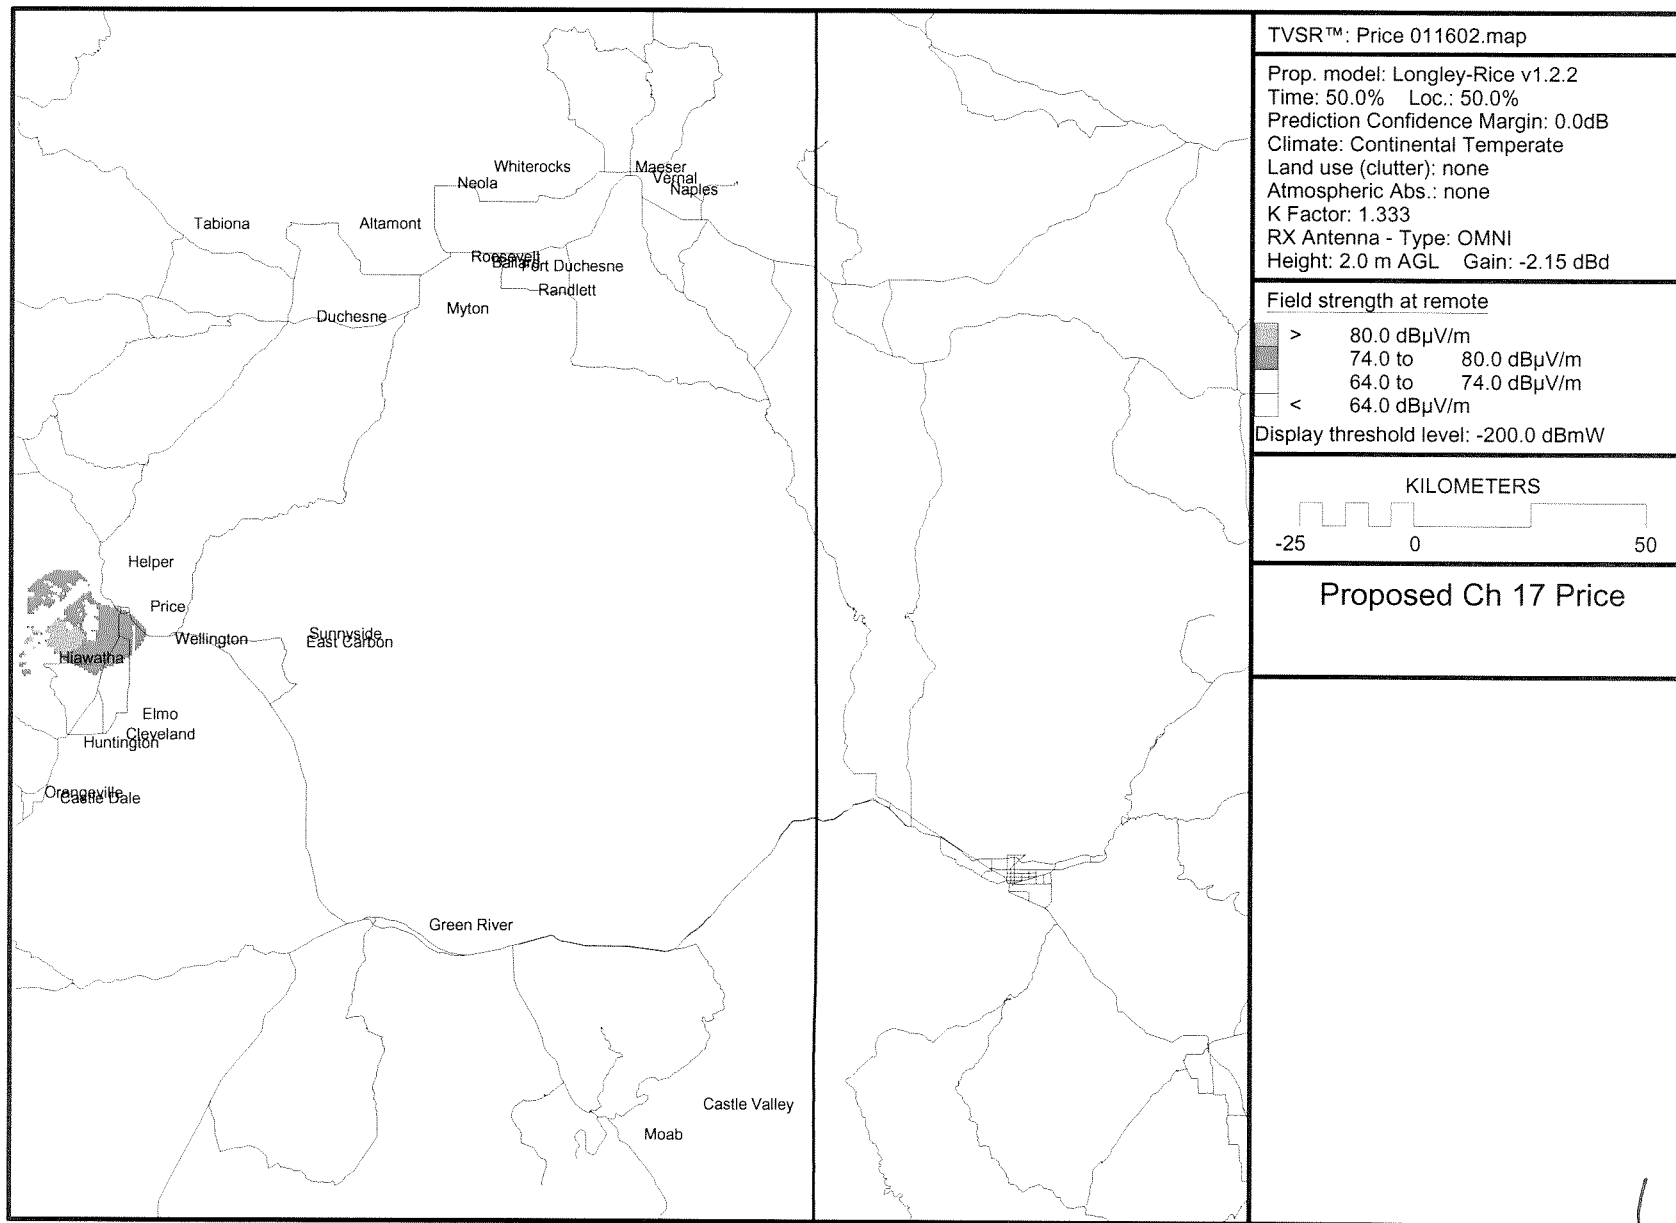 TVSR™: Price 011602.map
Prop. model: Longley-Rice v1.2.2
Time: 50.0% Loc.: 50.0%
Prediction Confidence Margin: 0.0dB
Climate: Continental Temperate
Land use (clutter): none
Atmospheric Abs.: none
K Factor: 1.333
RX Antenna - Type: OMNI
Height: 2.0 m AGL Gain: -2.15 dBd
Field strength at remote
> 80.0 dBµV/m
74.0 to 80.0 dBµV/m
64.0 to 74.0 dBµV/m
< 64.0 dBµV/m
Display threshold level: -200.0 dBmW
KILOMETERS
-25 0 50
Proposed Ch 17 Price
Whiterocks
Maeser
Vernal
Neola
Naples
Tabiona
Altamont
Roosevelt
Ballard
Fort Duchesne
Randlett
Myton
Duchesne
Helper
Price
Wellington
Sunnyside
East Carbon
Hiawatha
Elmo
Cleveland
Huntington
Orangeville
Castle Dale
Green River
Castle Valley
Moab